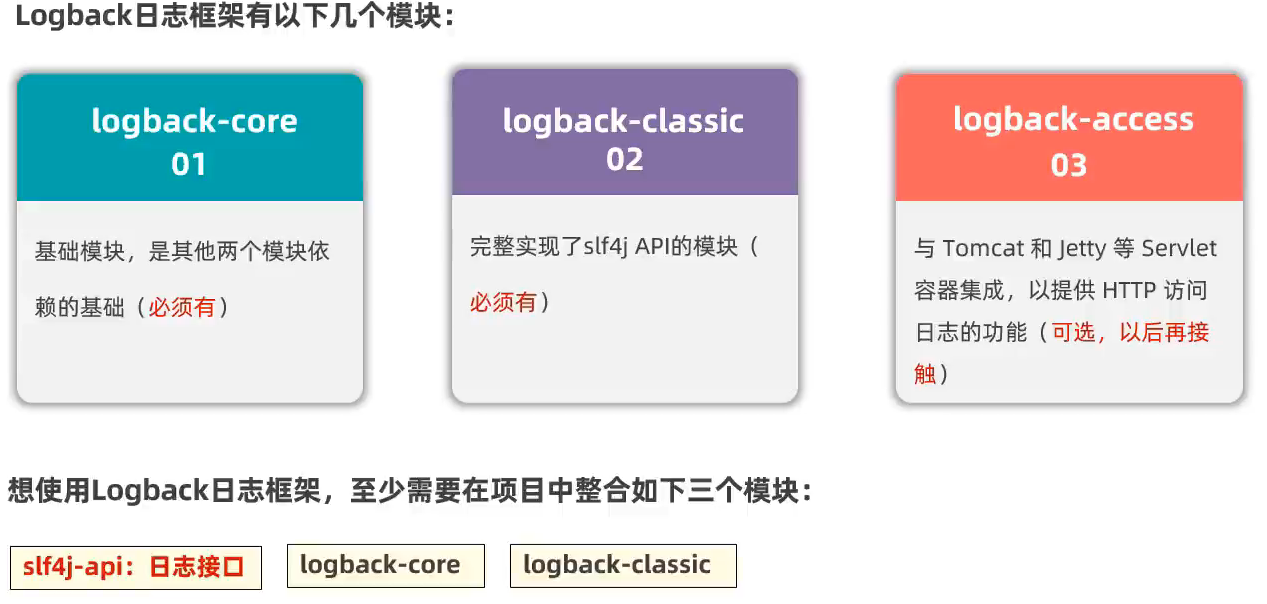 Logback日志框架有以下几个模块：
logback-core
01
基础模块，是其他两个模块依
赖的基础（必须有）
logback-classic
02
完整实现了slf4j API的模块（
必须有）
logback-access
03
与 Tomcat 和 Jetty 等 Servlet
容器集成，以提供 HTTP 访问
日志的功能（可选，以后再接
触）
想使用Logback日志框架，至少需要在项目中整合如下三个模块：
slf4j-api：日志接口
logback-core
logback-classic